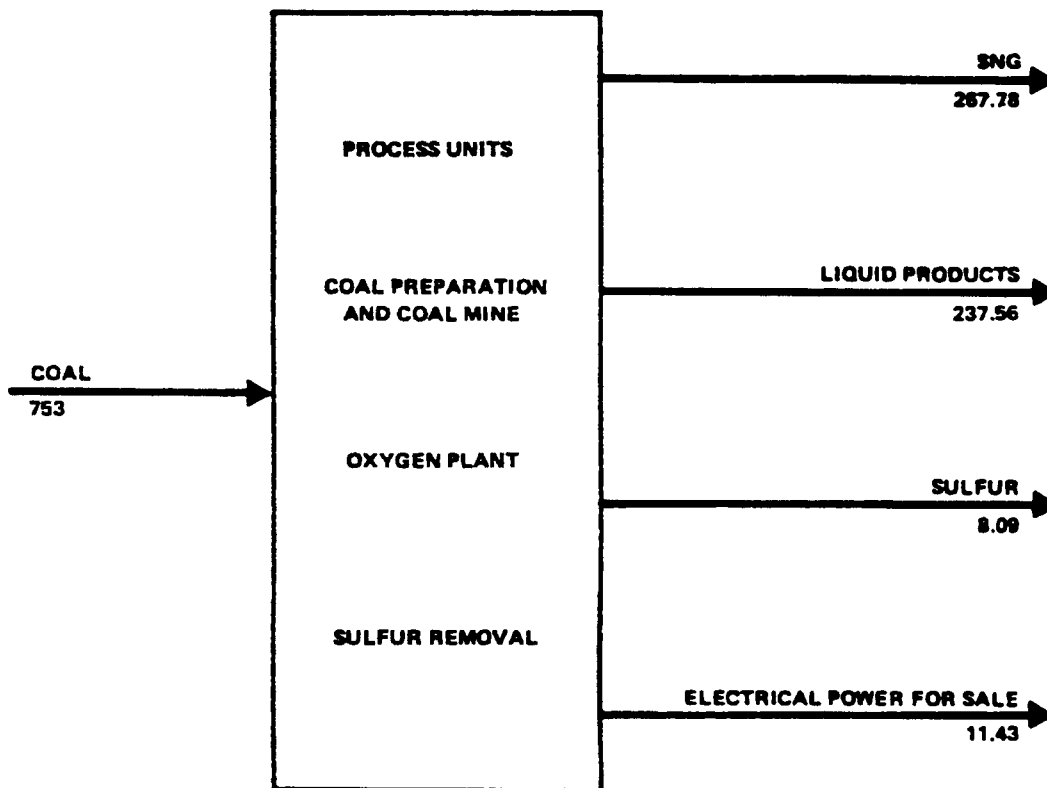 SNG
267.78
PROCESS UNITS
LIQUID PRODUCTS
237.56
COAL PREPARATION
AND COAL MINE
COAL
753
OXYGEN PLANT
SULFUR
8.09
SULFUR REMOVAL
ELECTRICAL POWER FOR SALE
11.43